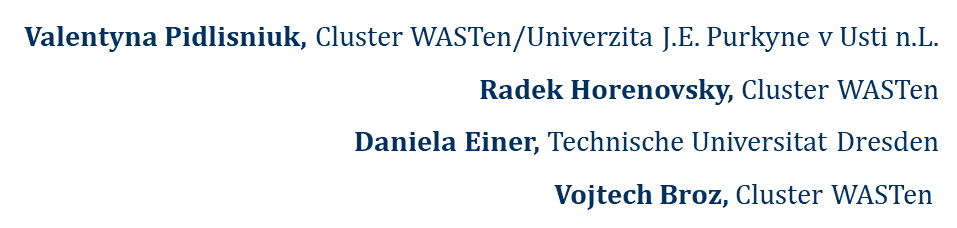 Valentyna Pidlisniuk, Cluster WASTen/Univerzita J.E. Purkyne v Usti n.L.
Radek Horenovsky, Cluster WASTen
Daniela Einer, Technische Universitat Dresden
Vojtech Broz, Cluster WASTen